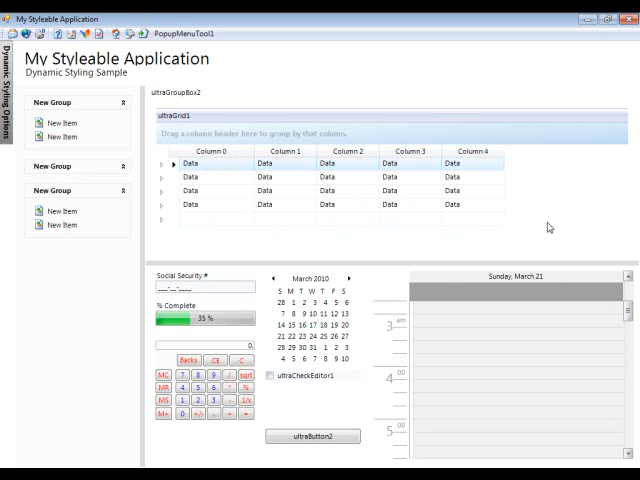 My Styleable Application
PopupMenuTool1
Dynamic Styling Options
My Styleable Application
Dynamic Styling Sample
New Group
New Item
New Item
New Group
New Group
New Item
New Item
ultraGroupBox2
ultraGrid1
Drag a column header here to group by that column.
Column 0 Column 1 Column 2 Column 3 Column 4
Data Data Data Data Data
Data Data Data Data Data
Data Data Data Data Data
Data Data Data Data Data
Social Security #
___-__-____
% Complete
35 %
0.
Backs CE C
MC 7 8 9 / sqrt
MR 4 5 6 * %
MS 1 2 3 - 1/x
M+ 0 +/- . + =
March 2010
S M T W T F S
28 1 2 3 4 5 6
7 8 9 10 11 12 13
14 15 16 17 18 19 20
21 22 23 24 25 26 27
28 29 30 31 1 2 3
4 5 6 7 8 9 10
ultraCheckEditor1
ultraButton2
Sunday, March 21
3 am
4 00
5 00